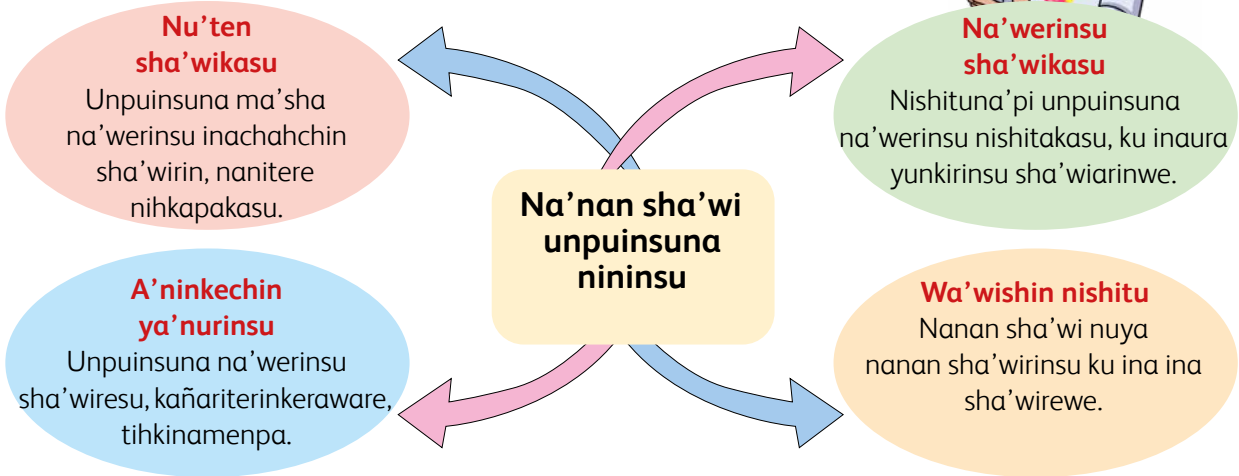 Nu’ten
sha’wikasu
Unpuinsuna ma’sha
na’werinsu inachahchin
sha’wirin, nanitere
nihkapakasu.
Na’werinsu
sha’wikasu
Nishituna’pi unpuinsuna
na’werinsu nishitakasu, ku inaura
yunkirinsu sha’wiarinwe.
Na’nan sha’wi
unpuinsuna
nininsu
A’ninkechin
ya’nurinsu
Unpuinsuna na’werinsu
sha’wiresu, kañariterinkeraware,
tihkinamenpa.
Wa’wishin nishitu
Nanan sha’wi nuya
nanan sha’wirinsu ku ina ina
sha’wirewe.